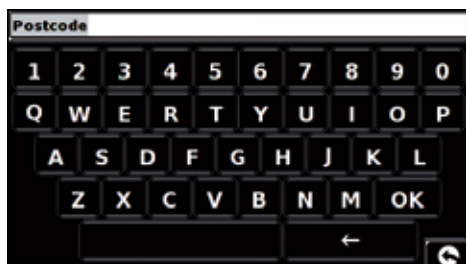 Postcode
1 2 3 4 5 6 7 8 9 0
Q W E R T Y U I O P
A S D F G H J K L
Z X C V B N M OK
←